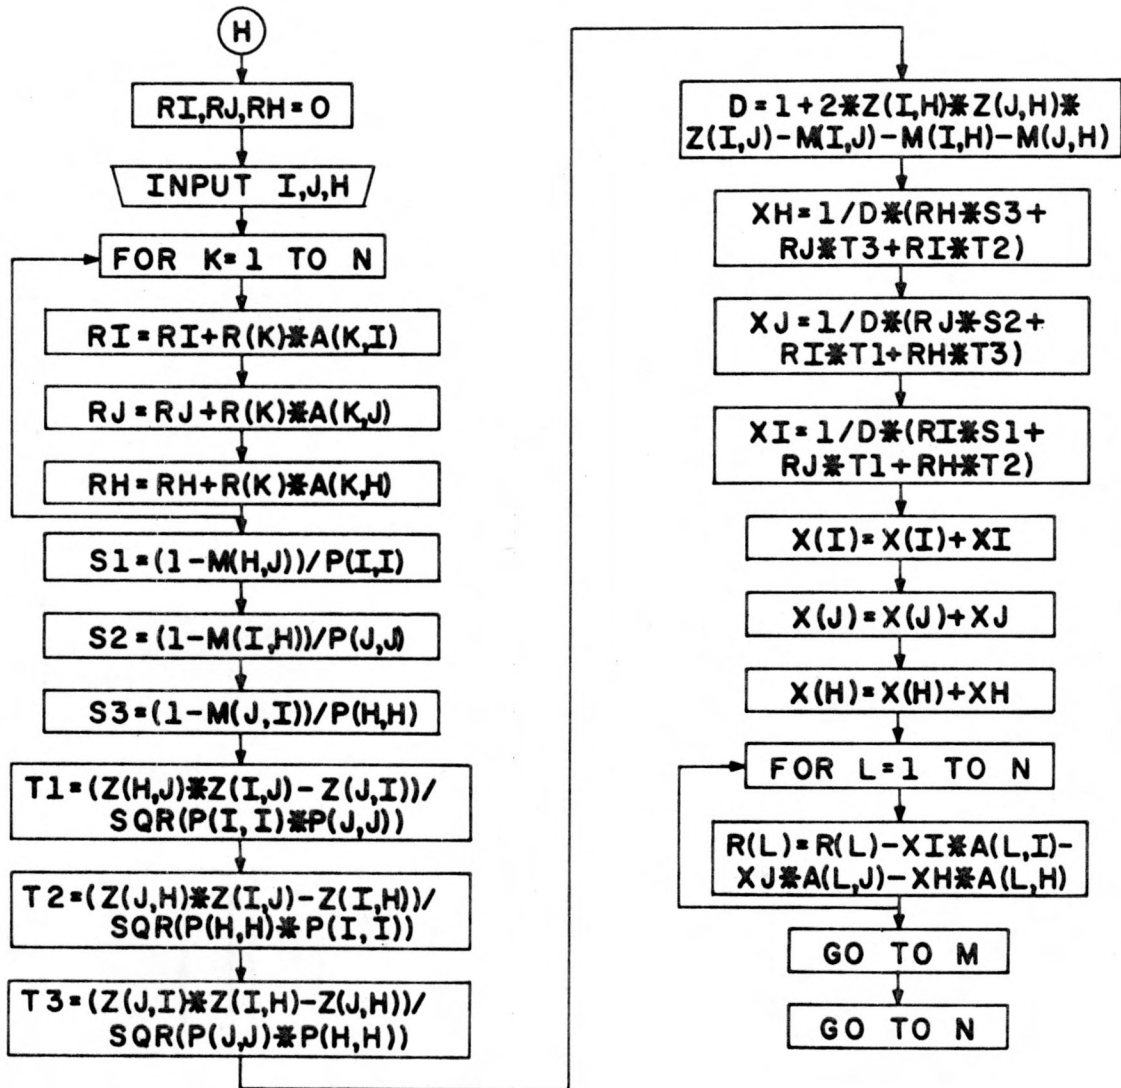 H
RI,RJ,RH=0
INPUT I,J,H
FOR K=1 TO N
RI=RI+R(K)*A(K,I)
RJ=RJ+R(K)*A(K,J)
RH=RH+R(K)*A(K,H)
S1=(1-M(H,J))/P(I,I)
S2=(1-M(I,H))/P(J,J)
S3=(1-M(J,I))/P(H,H)
T1=(Z(H,J)*Z(I,J)-Z(J,I))/
SQR(P(I,I)*P(J,J))
T2=(Z(J,H)*Z(I,J)-Z(I,H))/
SQR(P(H,H)*P(I,I))
T3=(Z(J,I)*Z(I,H)-Z(J,H))/
SQR(P(J,J)*P(H,H))
D=1+2*Z(I,H)*Z(J,H)*
Z(I,J)-M(I,J)-M(I,H)-M(J,H)
XH=1/D*(RH*S3+
RJ*T3+RI*T2)
XJ=1/D*(RJ*S2+
RI*T1+RH*T3)
XI=1/D*(RI*S1+
RJ*T1+RH*T2)
X(I)=X(I)+XI
X(J)=X(J)+XJ
X(H)=X(H)+XH
FOR L=1 TO N
R(L)=R(L)-XI*A(L,I)-
XJ*A(L,J)-XH*A(L,H)
GO TO M
GO TO N